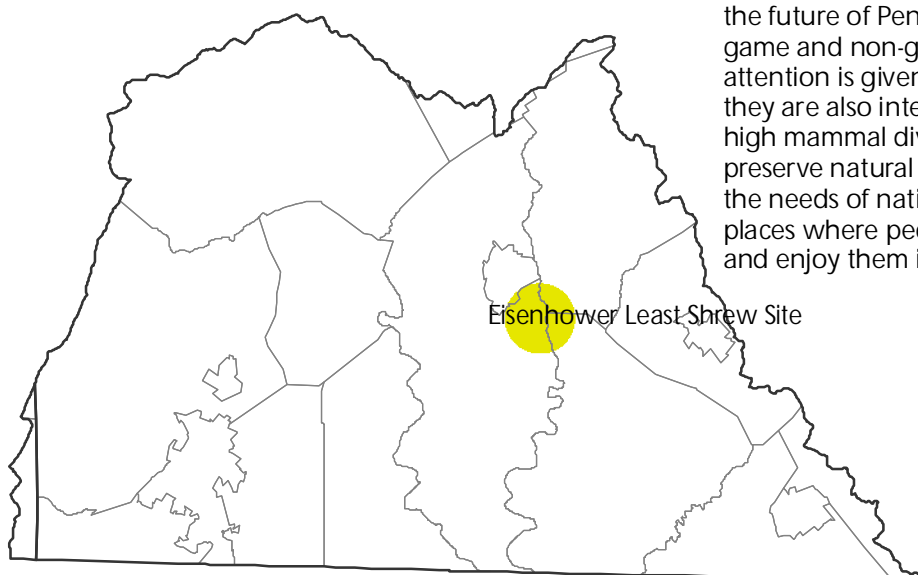 the future of Pen
game and non-g
attention is given
they are also inte
high mammal div
preserve natural
the needs of nati
places where pe
and enjoy them i
Eisenhower Least Shrew Site